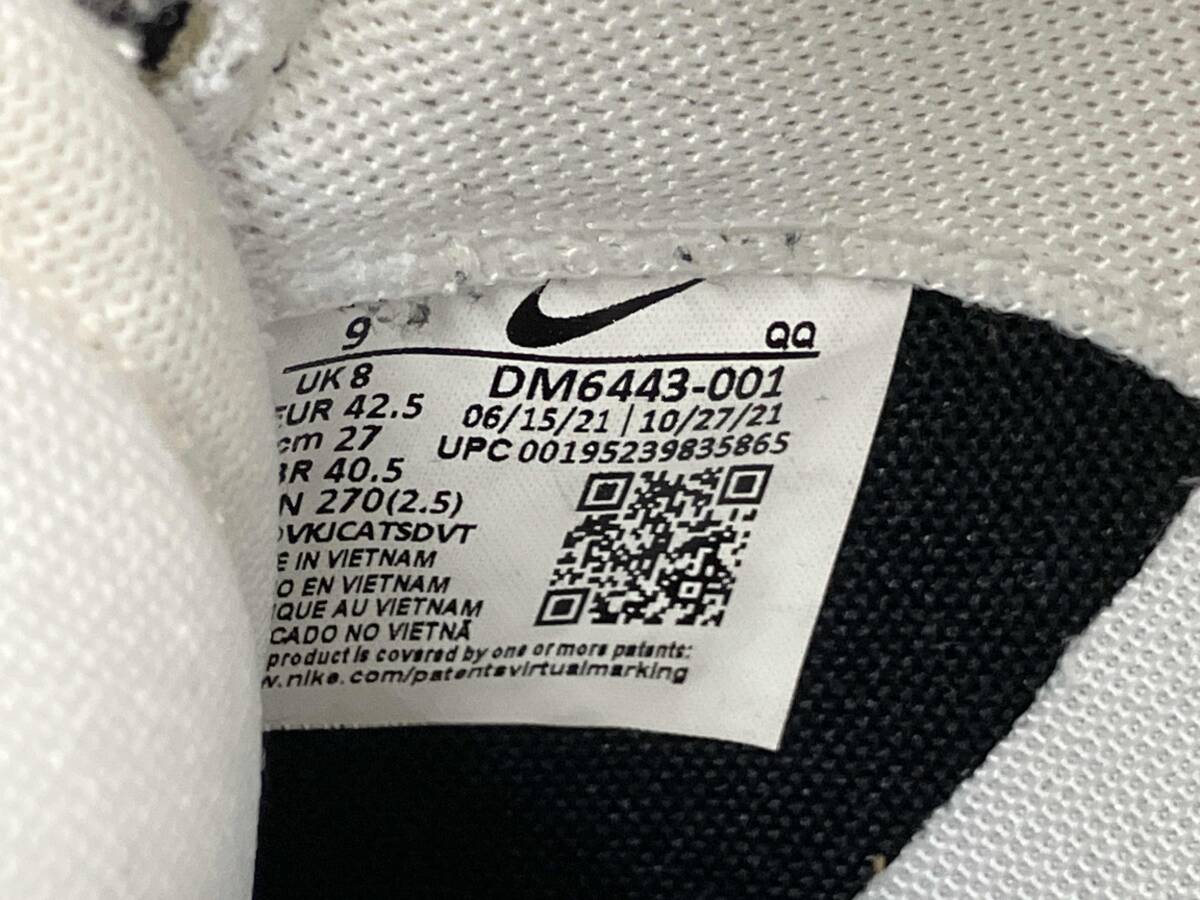 9 QQ
UK 8 DM6443-001
EUR 42.5 06/15/21 | 10/27/21
cm 27 UPC 00195239835865
BR 40.5
N 270(2.5)
OVKJCATSDVT
E IN VIETNAM
O EN VIETNAM
IQUE AU VIETNAM
CADO NO VIETNÃ
product is covered by one or more patents:
w.nike.com/patentsvirtualmarking